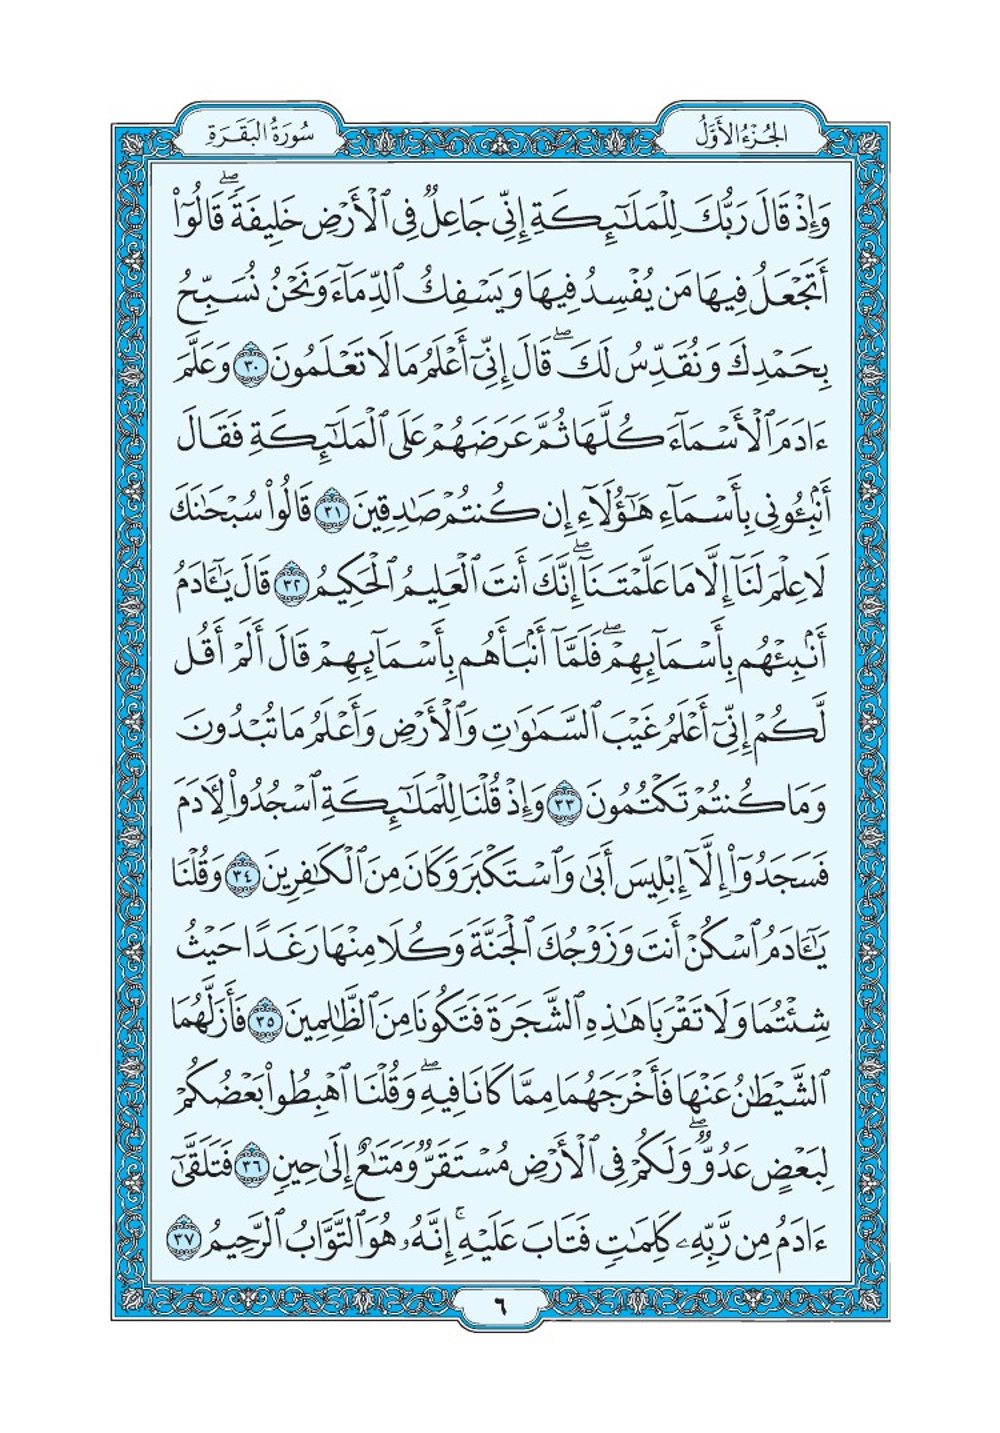 الجُزْءُ الأَوَّلُ
سُورَةُ البَقَرَةِ
وَإِذْ قَالَ رَبُّكَ لِلْمَلَـٰٓئِكَةِ إِنِّى جَاعِلٌ فِى ٱلْأَرْضِ خَلِيفَةً ۖ قَالُوٓا۟
أَتَجْعَلُ فِيهَا مَن يُفْسِدُ فِيهَا وَيَسْفِكُ ٱلدِّمَآءَ وَنَحْنُ نُسَبِّحُ
بِحَمْدِكَ وَنُقَدِّسُ لَكَ ۖ قَالَ إِنِّىٓ أَعْلَمُ مَا لَا تَعْلَمُونَ ٣٠ وَعَلَّمَ
ءَادَمَ ٱلْأَسْمَآءَ كُلَّهَا ثُمَّ عَرَضَهُمْ عَلَى ٱلْمَلَـٰٓئِكَةِ فَقَالَ
أَنۢبِـُٔونِى بِأَسْمَآءِ هَـٰٓؤُلَآءِ إِن كُنتُمْ صَـٰدِقِينَ ٣١ قَالُوا۟ سُبْحَـٰنَكَ
لَا عِلْمَ لَنَآ إِلَّا مَا عَلَّمْتَنَآ ۖ إِنَّكَ أَنتَ ٱلْعَلِيمُ ٱلْحَكِيمُ ٣٢ قَالَ يَـٰٓـَٔادَمُ
أَنۢبِئْهُم بِأَسْمَآئِهِمْ ۖ فَلَمَّآ أَنۢبَأَهُم بِأَسْمَآئِهِمْ قَالَ أَلَمْ أَقُل
لَّكُمْ إِنِّىٓ أَعْلَمُ غَيْبَ ٱلسَّمَـٰوَٰتِ وَٱلْأَرْضِ وَأَعْلَمُ مَا تُبْدُونَ
وَمَا كُنتُمْ تَكْتُمُونَ ٣٣ وَإِذْ قُلْنَا لِلْمَلَـٰٓئِكَةِ ٱسْجُدُوا۟ لِـَٔادَمَ
فَسَجَدُوٓا۟ إِلَّآ إِبْلِيسَ أَبَىٰ وَٱسْتَكْبَرَ وَكَانَ مِنَ ٱلْكَـٰفِرِينَ ٣٤ وَقُلْنَا
يَـٰٓـَٔادَمُ ٱسْكُنْ أَنتَ وَزَوْجُكَ ٱلْجَنَّةَ وَكُلَا مِنْهَا رَغَدًا حَيْثُ
شِئْتُمَا وَلَا تَقْرَبَا هَـٰذِهِ ٱلشَّجَرَةَ فَتَكُونَا مِنَ ٱلظَّـٰلِمِينَ ٣٥ فَأَزَلَّهُمَا
ٱلشَّيْطَـٰنُ عَنْهَا فَأَخْرَجَهُمَا مِمَّا كَانَا فِيهِ ۖ وَقُلْنَا ٱهْبِطُوا۟ بَعْضُكُمْ
لِبَعْضٍ عَدُوٌّ ۖ وَلَكُمْ فِى ٱلْأَرْضِ مُسْتَقَرٌّ وَمَتَـٰعٌ إِلَىٰ حِينٍ ٣٦ فَتَلَقَّىٰٓ
ءَادَمُ مِن رَّبِّهِۦ كَلِمَـٰتٍ فَتَابَ عَلَيْهِ ۚ إِنَّهُۥ هُوَ ٱلتَّوَّابُ ٱلرَّحِيمُ ٣٧
٦